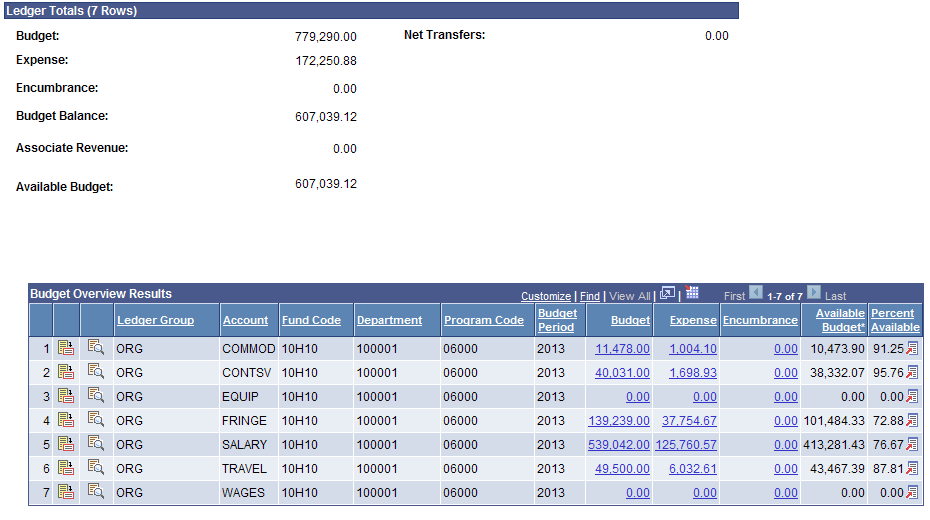 Ledger Totals (7 Rows)
Budget: 779,290.00 Net Transfers: 0.00
Expense: 172,250.88
Encumbrance: 0.00
Budget Balance: 607,039.12
Associate Revenue: 0.00
Available Budget: 607,039.12
Budget Overview Results Customize | Find | View All | | First 1-7 of 7 Last
Ledger Group Account Fund Code Department Program Code Budget Period Budget Expense Encumbrance Available Budget* Percent Available
1 ORG COMMOD 10H10 100001 06000 2013 11,478.00 1,004.10 0.00 10,473.90 91.25
2 ORG CONTSV 10H10 100001 06000 2013 40,031.00 1,698.93 0.00 38,332.07 95.76
3 ORG EQUIP 10H10 100001 06000 2013 0.00 0.00 0.00 0.00 0.00
4 ORG FRINGE 10H10 100001 06000 2013 139,239.00 37,754.67 0.00 101,484.33 72.88
5 ORG SALARY 10H10 100001 06000 2013 539,042.00 125,760.57 0.00 413,281.43 76.67
6 ORG TRAVEL 10H10 100001 06000 2013 49,500.00 6,032.61 0.00 43,467.39 87.81
7 ORG WAGES 10H10 100001 06000 2013 0.00 0.00 0.00 0.00 0.00